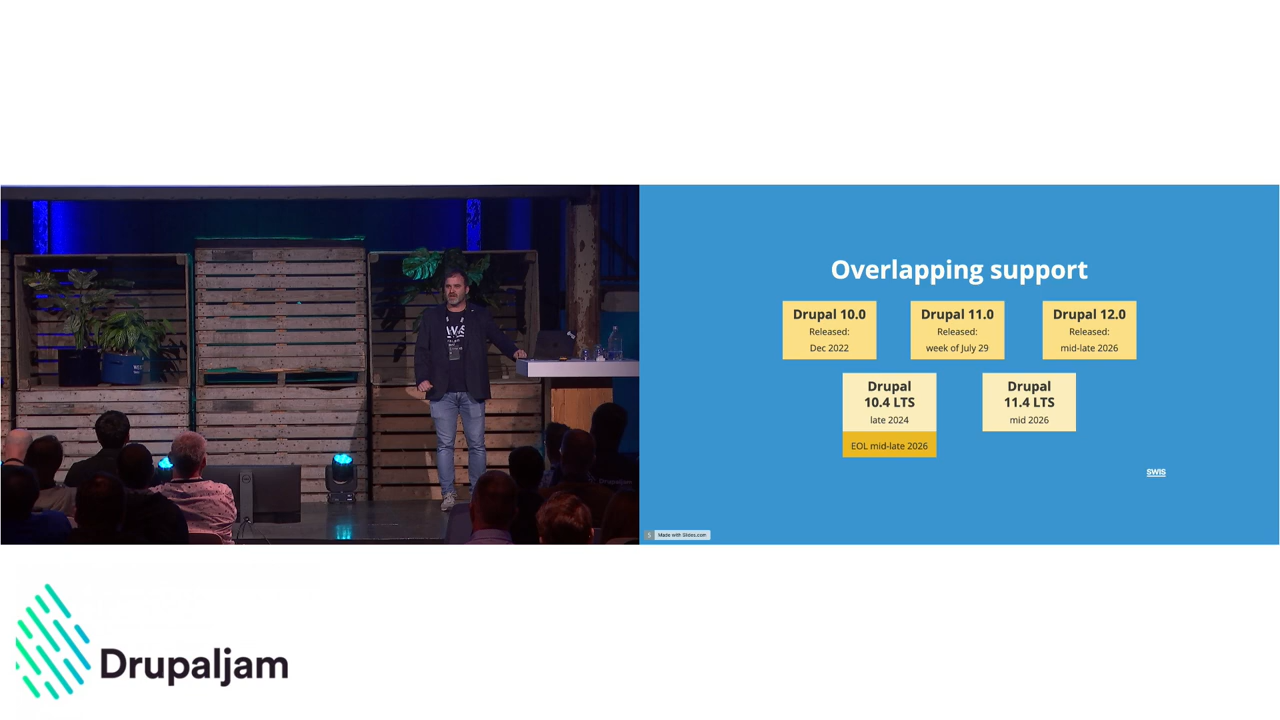 Overlapping support
Drupal 10.0
Released:
Dec 2022
Drupal 11.0
Released:
week of July 29
Drupal 12.0
Released:
mid-late 2026
Drupal
10.4 LTS
late 2024
EOL mid-late 2026
Drupal
11.4 LTS
mid 2026
SWIS
Made with Slides.com
Drupaljam